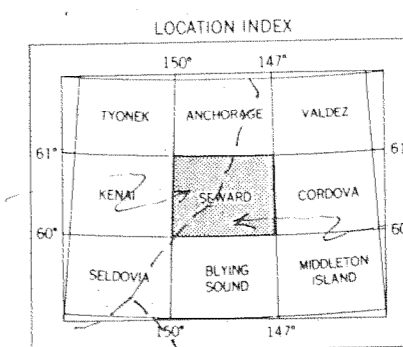 LOCATION INDEX
150° 147°
TYONEK ANCHORAGE VALDEZ
61° 61
KENAI SEWARD CORDOVA
60° 60
SELDOVIA BLYING SOUND MIDDLETON ISLAND
150° 147°